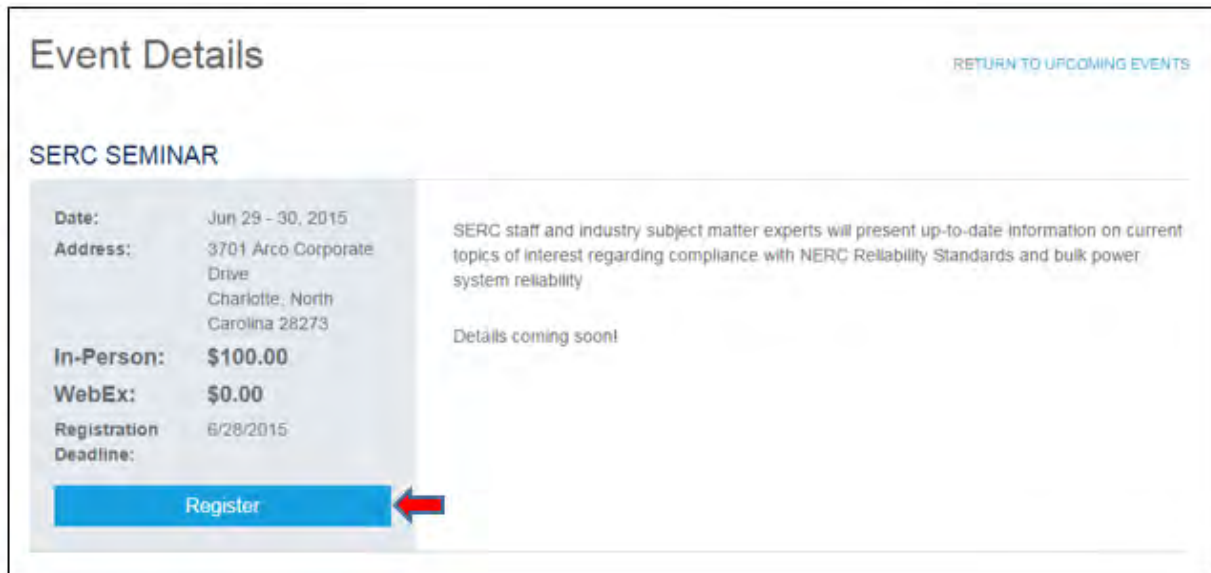 Event Details
RETURN TO UPCOMING EVENTS
SERC SEMINAR
Date: Jun 29 - 30, 2015
Address: 3701 Arco Corporate
Drive
Charlotte, North
Carolina 28273
In-Person: $100.00
WebEx: $0.00
Registration 6/28/2015
Deadline:
Register
SERC staff and industry subject matter experts will present up-to-date information on current
topics of interest regarding compliance with NERC Reliability Standards and bulk power
system reliability
Details coming soon!